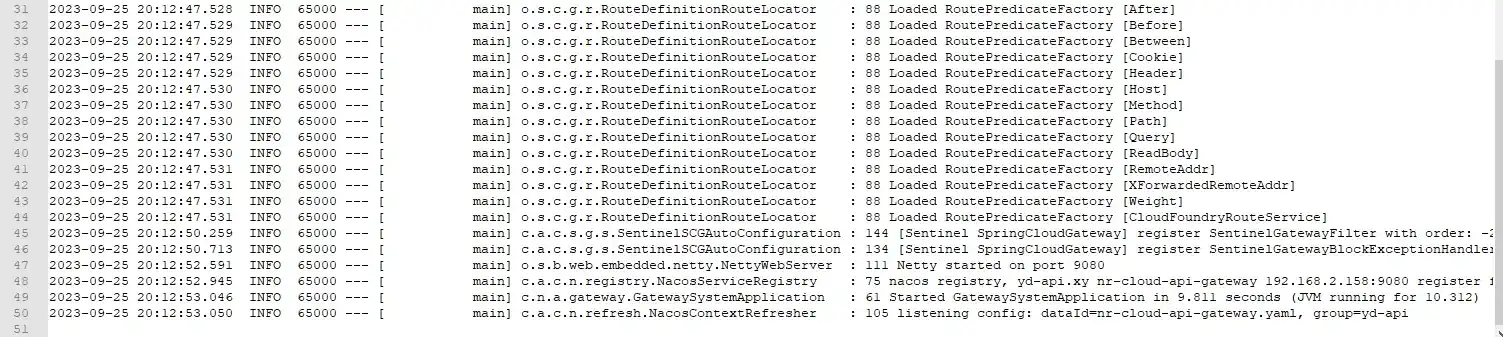 31 2023-09-25 20:12:47.528  INFO  65000 --- [           main] o.s.c.g.r.RouteDefinitionRouteLocator    : 88 Loaded RoutePredicateFactory [After]
32 2023-09-25 20:12:47.529  INFO  65000 --- [           main] o.s.c.g.r.RouteDefinitionRouteLocator    : 88 Loaded RoutePredicateFactory [Before]
33 2023-09-25 20:12:47.529  INFO  65000 --- [           main] o.s.c.g.r.RouteDefinitionRouteLocator    : 88 Loaded RoutePredicateFactory [Between]
34 2023-09-25 20:12:47.529  INFO  65000 --- [           main] o.s.c.g.r.RouteDefinitionRouteLocator    : 88 Loaded RoutePredicateFactory [Cookie]
35 2023-09-25 20:12:47.529  INFO  65000 --- [           main] o.s.c.g.r.RouteDefinitionRouteLocator    : 88 Loaded RoutePredicateFactory [Header]
36 2023-09-25 20:12:47.530  INFO  65000 --- [           main] o.s.c.g.r.RouteDefinitionRouteLocator    : 88 Loaded RoutePredicateFactory [Host]
37 2023-09-25 20:12:47.530  INFO  65000 --- [           main] o.s.c.g.r.RouteDefinitionRouteLocator    : 88 Loaded RoutePredicateFactory [Method]
38 2023-09-25 20:12:47.530  INFO  65000 --- [           main] o.s.c.g.r.RouteDefinitionRouteLocator    : 88 Loaded RoutePredicateFactory [Path]
39 2023-09-25 20:12:47.530  INFO  65000 --- [           main] o.s.c.g.r.RouteDefinitionRouteLocator    : 88 Loaded RoutePredicateFactory [Query]
40 2023-09-25 20:12:47.530  INFO  65000 --- [           main] o.s.c.g.r.RouteDefinitionRouteLocator    : 88 Loaded RoutePredicateFactory [ReadBody]
41 2023-09-25 20:12:47.531  INFO  65000 --- [           main] o.s.c.g.r.RouteDefinitionRouteLocator    : 88 Loaded RoutePredicateFactory [RemoteAddr]
42 2023-09-25 20:12:47.531  INFO  65000 --- [           main] o.s.c.g.r.RouteDefinitionRouteLocator    : 88 Loaded RoutePredicateFactory [XForwardedRemoteAddr]
43 2023-09-25 20:12:47.531  INFO  65000 --- [           main] o.s.c.g.r.RouteDefinitionRouteLocator    : 88 Loaded RoutePredicateFactory [Weight]
44 2023-09-25 20:12:47.531  INFO  65000 --- [           main] o.s.c.g.r.RouteDefinitionRouteLocator    : 88 Loaded RoutePredicateFactory [CloudFoundryRouteService]
45 2023-09-25 20:12:50.259  INFO  65000 --- [           main] c.a.c.s.g.s.SentinelSCGAutoConfiguration : 144 [Sentinel SpringCloudGateway] register SentinelGatewayFilter with order:
46 2023-09-25 20:12:50.713  INFO  65000 --- [           main] c.a.c.s.g.s.SentinelSCGAutoConfiguration : 134 [Sentinel SpringCloudGateway] register SentinelGatewayBlockExceptionHandler
47 2023-09-25 20:12:52.591  INFO  65000 --- [           main] o.s.b.web.embedded.netty.NettyWebServer  : 111 Netty started on port 9080
48 2023-09-25 20:12:52.945  INFO  65000 --- [           main] c.a.c.n.registry.NacosServiceRegistry    : 75 nacos registry, yd-api.xy nr-cloud-api-gateway 192.168.2.158:9080 register
49 2023-09-25 20:12:53.046  INFO  65000 --- [           main] c.n.a.gateway.GatewaySystemApplication   : 61 Started GatewaySystemApplication in 9.811 seconds (JVM running for 10.312)
50 2023-09-25 20:12:53.050  INFO  65000 --- [           main] c.a.c.n.refresh.NacosContextRefresher    : 105 listening config: dataId=nr-cloud-api-gateway.yaml, group=yd-api
51